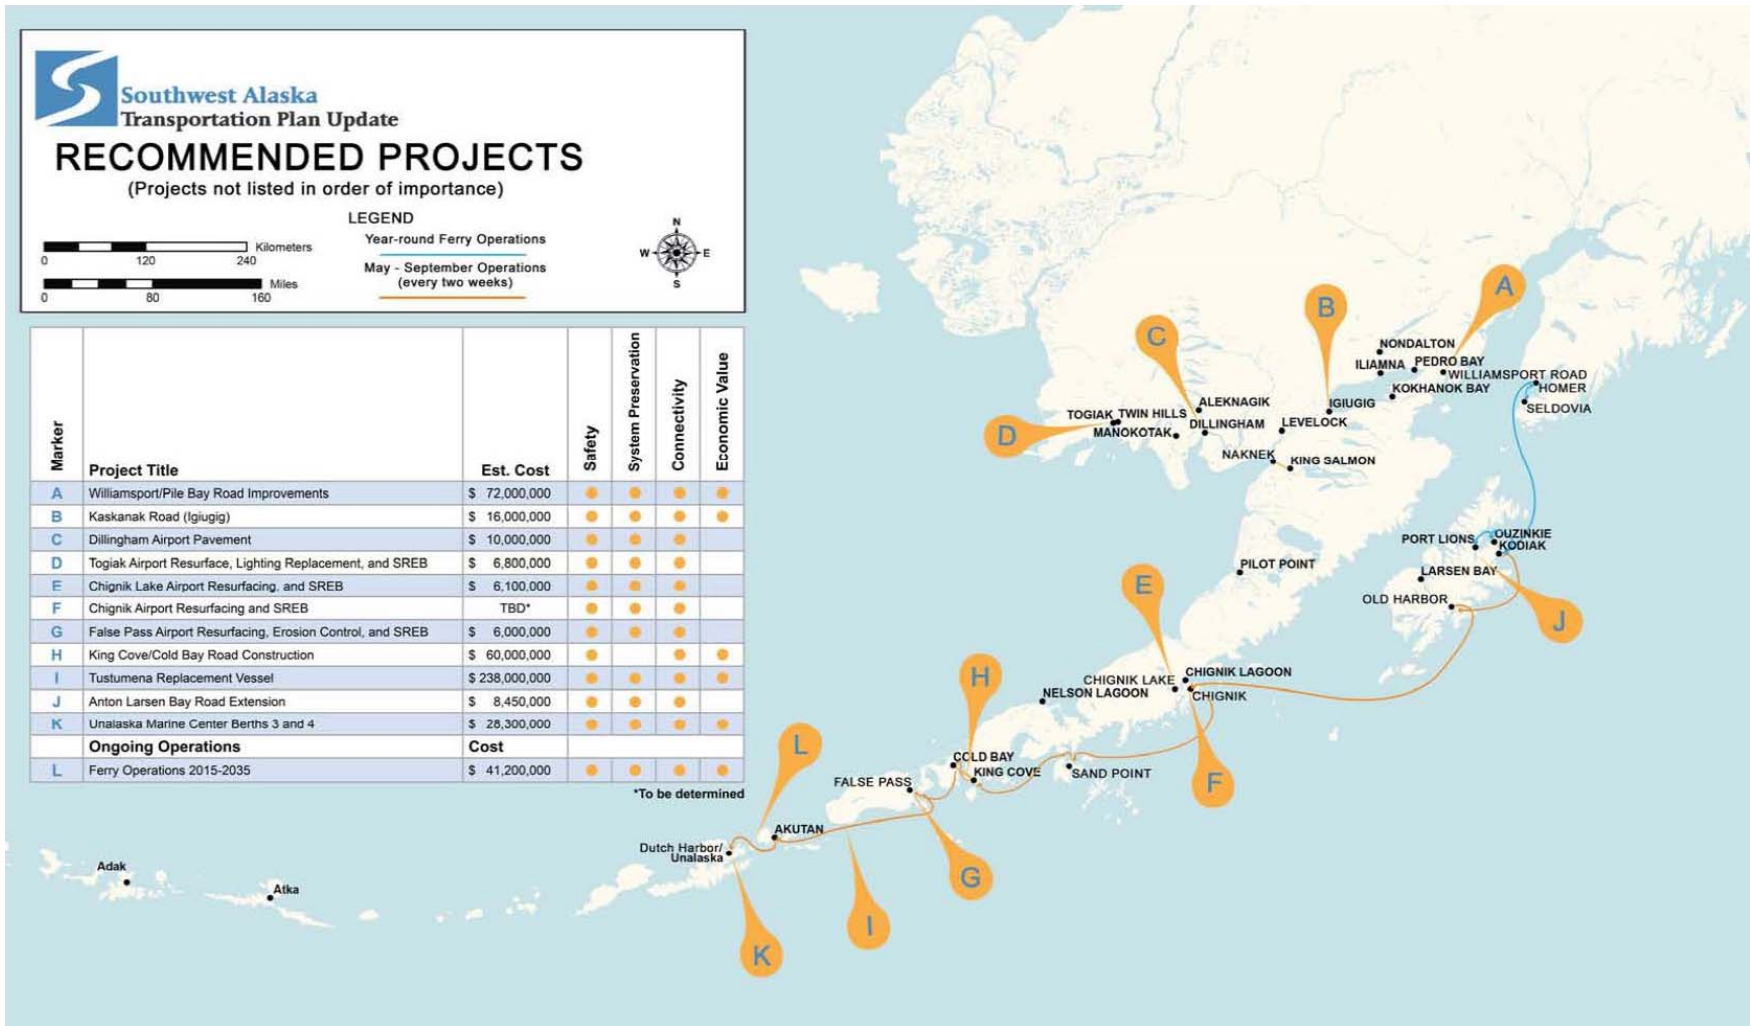 Southwest Alaska
Transportation Plan Update
RECOMMENDED PROJECTS
(Projects not listed in order of importance)
LEGEND
Year-round Ferry Operations
May - September Operations
(every two weeks)
Kilometers
0 120 240
Miles
0 80 160
N
W E
S
Marker Project Title Est. Cost Safety System Preservation Connectivity Economic Value
A Williamsport/Pile Bay Road Improvements $ 72,000,000
B Kaskanak Road (Igiugig) $ 16,000,000
C Dillingham Airport Pavement $ 10,000,000
D Togiak Airport Resurface, Lighting Replacement, and SREB $ 6,800,000
E Chignik Lake Airport Resurfacing, and SREB $ 6,100,000
F Chignik Airport Resurfacing and SREB TBD*
G False Pass Airport Resurfacing, Erosion Control, and SREB $ 6,000,000
H King Cove/Cold Bay Road Construction $ 60,000,000
I Tustumena Replacement Vessel $ 238,000,000
J Anton Larsen Bay Road Extension $ 8,450,000
K Unalaska Marine Center Berths 3 and 4 $ 28,300,000
Ongoing Operations Cost
L Ferry Operations 2015-2035 $ 41,200,000
*To be determined
A
B
C
D
NONDALTON
ILIAMNA
PEDRO BAY
WILLIAMSPORT ROAD
HOMER
KOKHANOK BAY
SELDOVIA
IGIUGIG
ALEKNAGIK
TOGIAK
TWIN HILLS
MANOKOTAK
DILLINGHAM
LEVELOCK
NAKNEK
KING SALMON
PORT LIONS
OUZINKIE
KODIAK
PILOT POINT
LARSEN BAY
OLD HARBOR
E
J
CHIGNIK LAGOON
CHIGNIK LAKE
CHIGNIK
NELSON LAGOON
H
L
COLD BAY
KING COVE
SAND POINT
FALSE PASS
F
AKUTAN
Dutch Harbor/
Unalaska
G
Adak
Atka
I
K